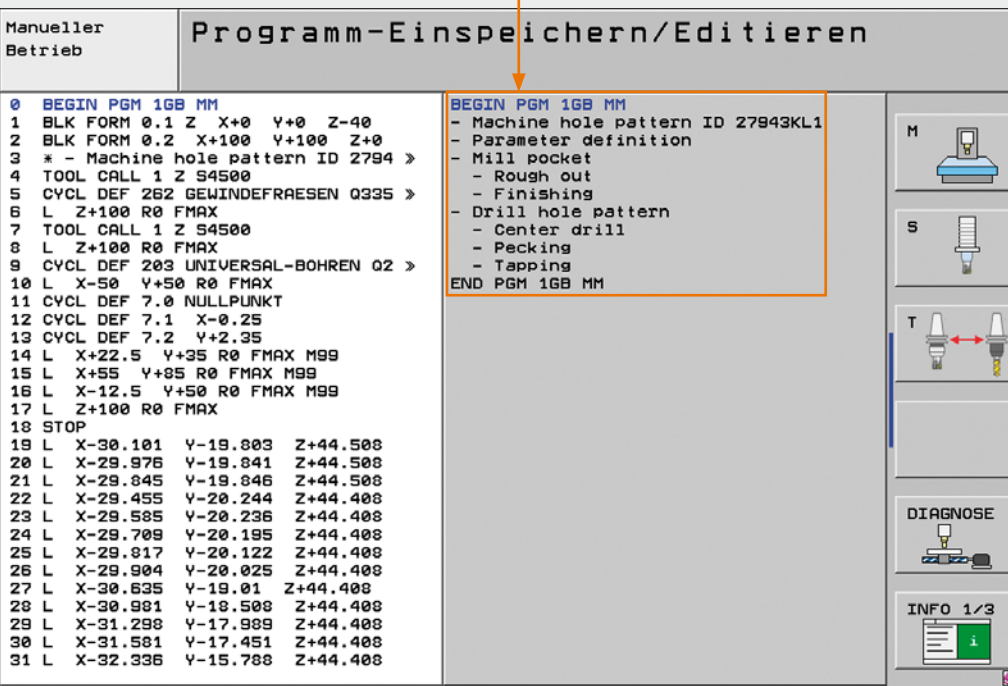 Manueller
Betrieb
Programm-Einspeichern/Editieren
0 BEGIN PGM 1GB MM
1 BLK FORM 0.1 Z X+0 Y+0 Z-40
2 BLK FORM 0.2 X+100 Y+100 Z+0
3 * - Machine hole pattern ID 2794 »
4 TOOL CALL 1 Z S4500
5 CYCL DEF 262 GEWINDEFRAESEN Q335 »
6 L Z+100 R0 FMAX
7 TOOL CALL 1 Z S4500
8 L Z+100 R0 FMAX
9 CYCL DEF 203 UNIVERSAL-BOHREN Q2 »
10 L X-50 Y+50 R0 FMAX
11 CYCL DEF 7.0 NULLPUNKT
12 CYCL DEF 7.1 X-0.25
13 CYCL DEF 7.2 Y+2.35
14 L X+22.5 Y+35 R0 FMAX M99
15 L X+55 Y+85 R0 FMAX M99
16 L X-12.5 Y+50 R0 FMAX M99
17 L Z+100 R0 FMAX
18 STOP
19 L X-30.101 Y-19.803 Z+44.508
20 L X-29.976 Y-19.841 Z+44.508
21 L X-29.845 Y-19.846 Z+44.508
22 L X-29.455 Y-20.244 Z+44.408
23 L X-29.585 Y-20.236 Z+44.408
24 L X-29.709 Y-20.195 Z+44.408
25 L X-29.817 Y-20.122 Z+44.408
26 L X-29.904 Y-20.025 Z+44.408
27 L X-30.635 Y-19.01 Z+44.408
28 L X-30.981 Y-18.508 Z+44.408
29 L X-31.298 Y-17.989 Z+44.408
30 L X-31.581 Y-17.451 Z+44.408
31 L X-32.336 Y-15.788 Z+44.408
BEGIN PGM 1GB MM
- Machine hole pattern ID 27943KL1
- Parameter definition
- Mill pocket
- Rough out
- Finishing
- Drill hole pattern
- Center drill
- Pecking
- Tapping
END PGM 1GB MM
M
S
T
DIAGNOSE
INFO 1/3
i